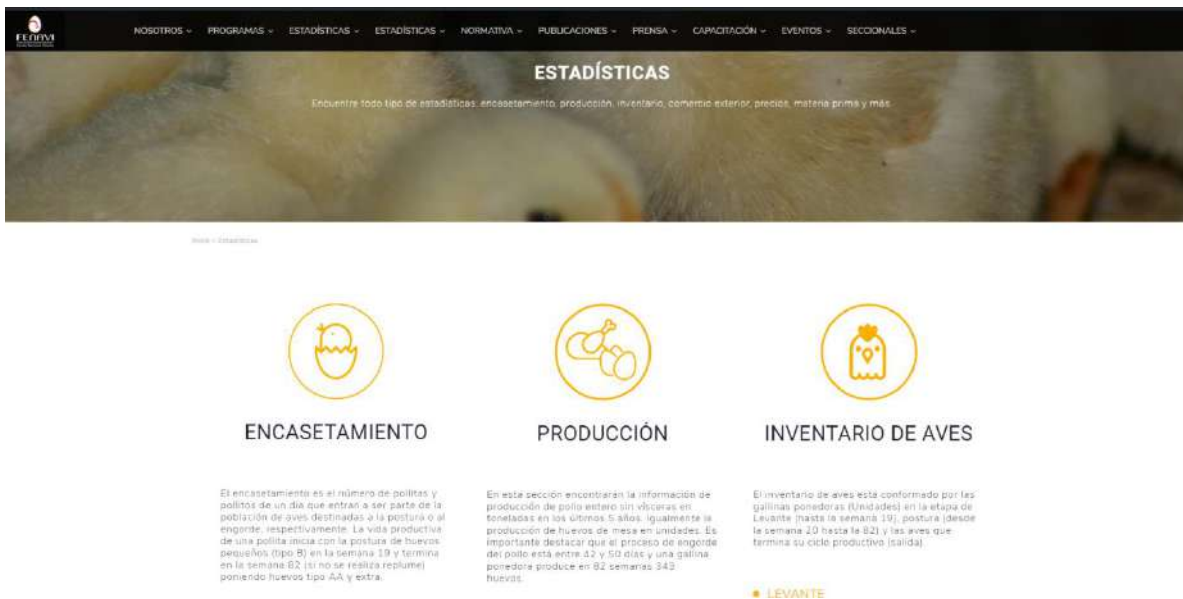 FENAVI
NOSOTROS PROGRAMAS ESTADÍSTICAS ESTADÍSTICAS NORMATIVA PUBLICACIONES PRENSA CAPACITACIÓN EVENTOS SECCIONALES
ESTADÍSTICAS
Encuentre todo tipo de estadísticas: encasetamiento, producción, inventario, comercio exterior, precios, materia prima y más.
Inicio > Estadísticas
ENCASETAMIENTO
El encasetamiento es el número de pollitas y
pollitos de un día que entran a ser parte de la
población de aves destinadas a la postura o al
engorde, respectivamente. La vida productiva
de una pollita inicia con la postura de huevos
pequeños (tipo B) en la semana 19 y termina
en la semana 82 (si no se realiza replume)
poniendo huevos tipo AA y extra.
PRODUCCIÓN
En esta sección encontrarán la información de
producción de pollo entero sin vísceras en
toneladas en los últimos 5 años. Igualmente la
producción de huevos de mesa en unidades. Es
importante destacar que el proceso de engorde
del pollo está entre 42 y 50 días y una gallina
ponedora produce en 82 semanas 343
huevos.
INVENTARIO DE AVES
El inventario de aves está conformado por las
gallinas ponedoras (Unidades) en la etapa de
Levante (hasta la semana 19), postura (desde
la semana 20 hasta la 82) y las aves que
termina su ciclo productivo (salida)
LEVANTE